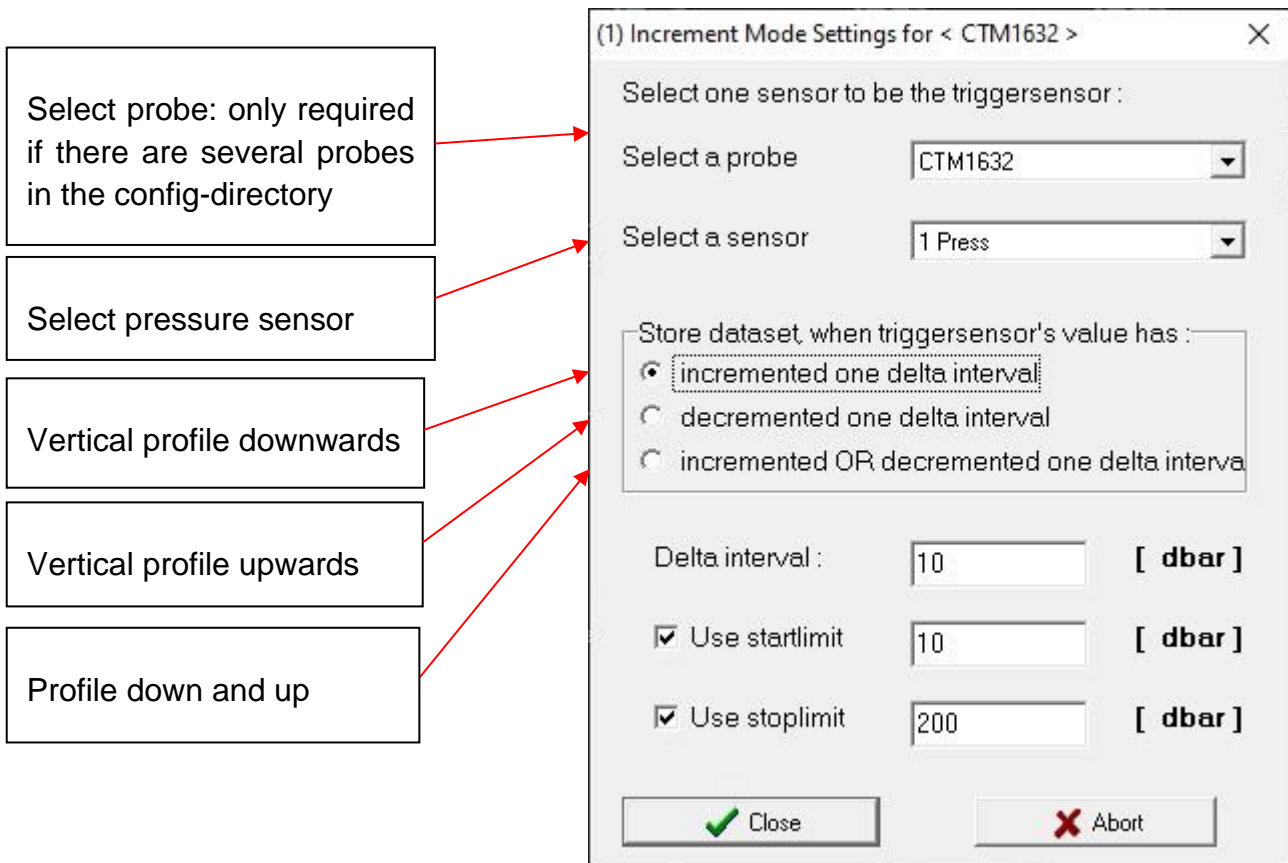 Select probe: only required
if there are several probes
in the config-directory
Select pressure sensor
Vertical profile downwards
Vertical profile upwards
Profile down and up
(1) Increment Mode Settings for < CTM1632 >
Select one sensor to be the triggersensor :
Select a probe CTM1632
Select a sensor 1 Press
Store dataset, when triggersensor's value has :
incremented one delta interval
decremented one delta interval
incremented OR decremented one delta interva
Delta interval : 10 [ dbar ]
Use startlimit 10 [ dbar ]
Use stoplimit 200 [ dbar ]
Close Abort